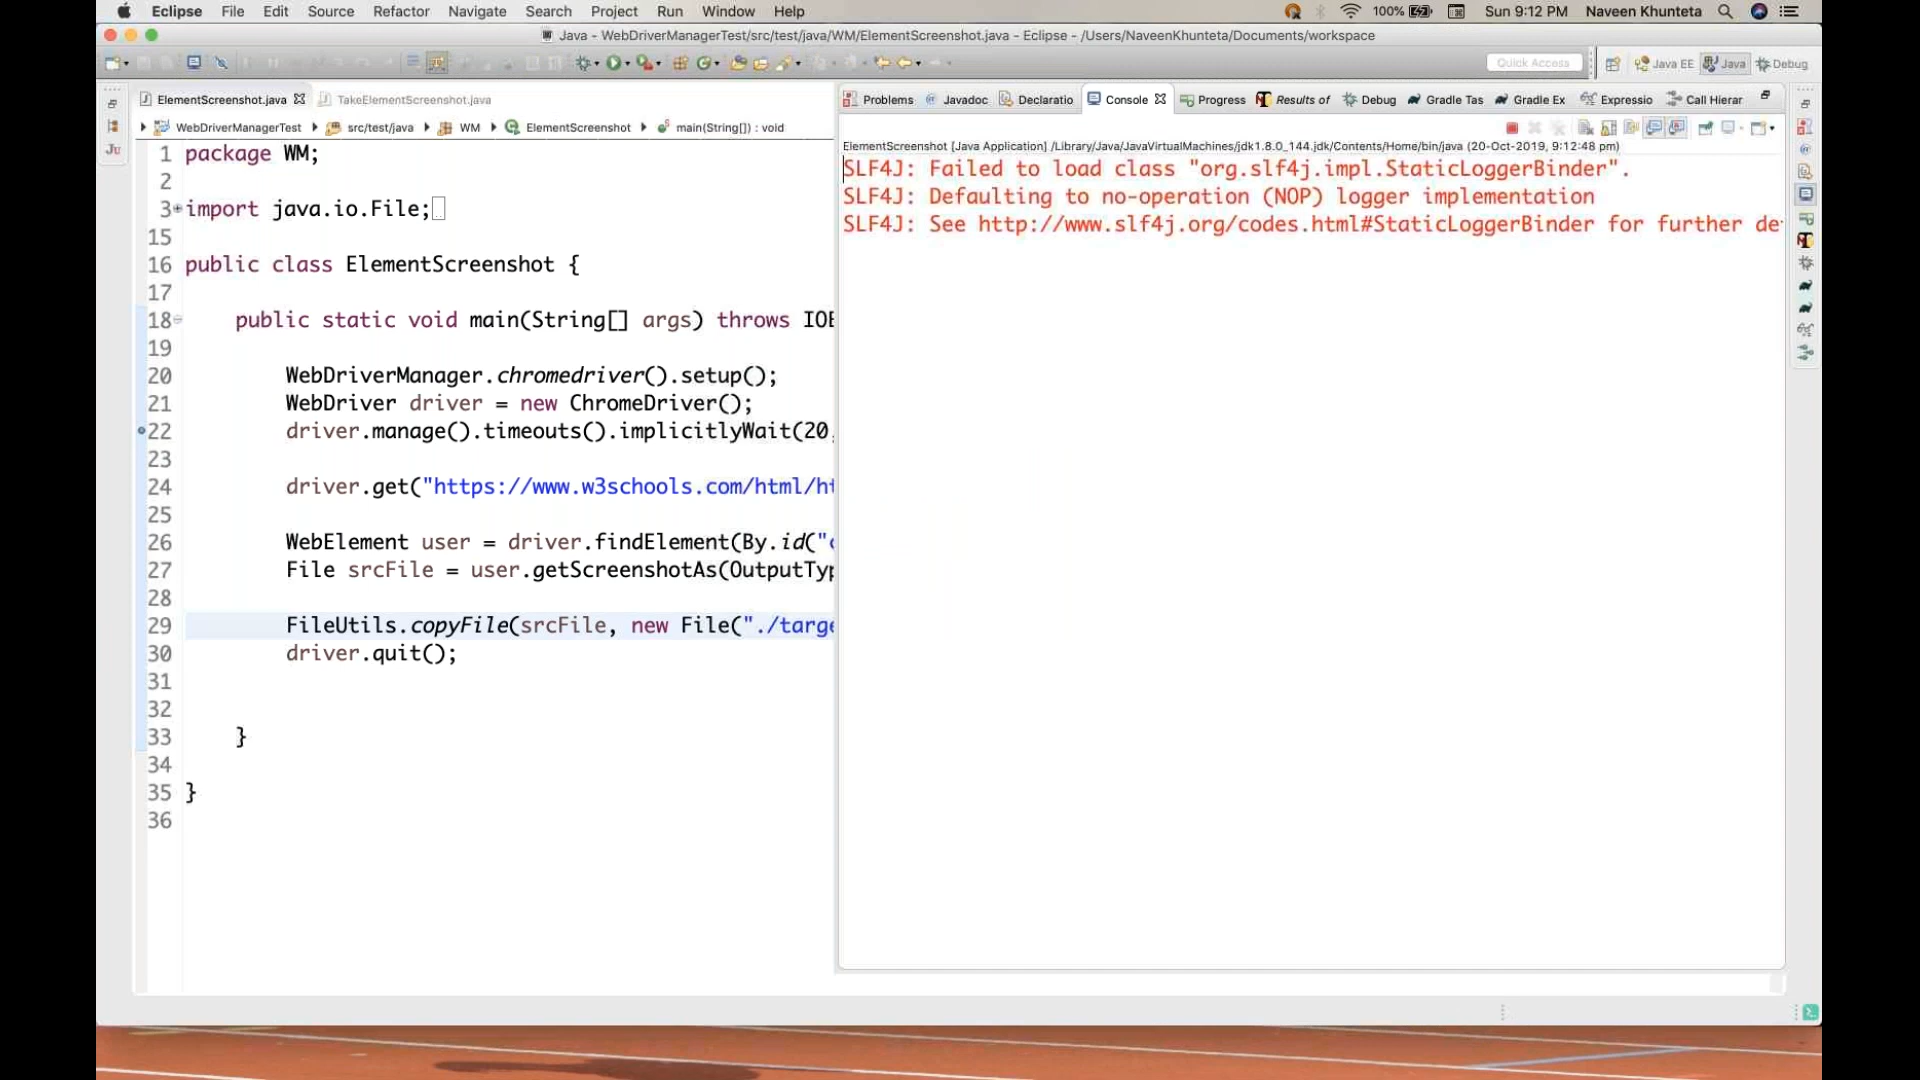 Eclipse File Edit Source Refactor Navigate Search Project Run Window Help 100% Sun 9:12 PM Naveen Khunteta
Java - WebDriverManagerTest/src/test/java/WM/ElementScreenshot.java - Eclipse - /Users/NaveenKhunteta/Documents/workspace
Quick Access Java EE Java Debug
ElementScreenshot.java TakeElementScreenshot.java
Problems Javadoc Declaratio Console Progress Results of Debug Gradle Tas Gradle Ex Expressio Call Hierar
WebDriverManagerTest src/test/java WM ElementScreenshot main(String[]) : void
ElementScreenshot [Java Application] /Library/Java/JavaVirtualMachines/jdk1.8.0_144.jdk/Contents/Home/bin/java (20-Oct-2019, 9:12:48 pm)
SLF4J: Failed to load class "org.slf4j.impl.StaticLoggerBinder".
SLF4J: Defaulting to no-operation (NOP) logger implementation
SLF4J: See http://www.slf4j.org/codes.html#StaticLoggerBinder for further de
Ju
1 package WM;
2
3 import java.io.File;
15
16 public class ElementScreenshot {
17
18 public static void main(String[] args) throws IOE
19
20 WebDriverManager.chromedriver().setup();
21 WebDriver driver = new ChromeDriver();
22 driver.manage().timeouts().implicitlyWait(20,
23
24 driver.get("https://www.w3schools.com/html/ht
25
26 WebElement user = driver.findElement(By.id("c
27 File srcFile = user.getScreenshotAs(OutputTyp
28
29 FileUtils.copyFile(srcFile, new File("./targe
30 driver.quit();
31
32
33 }
34
35 }
36